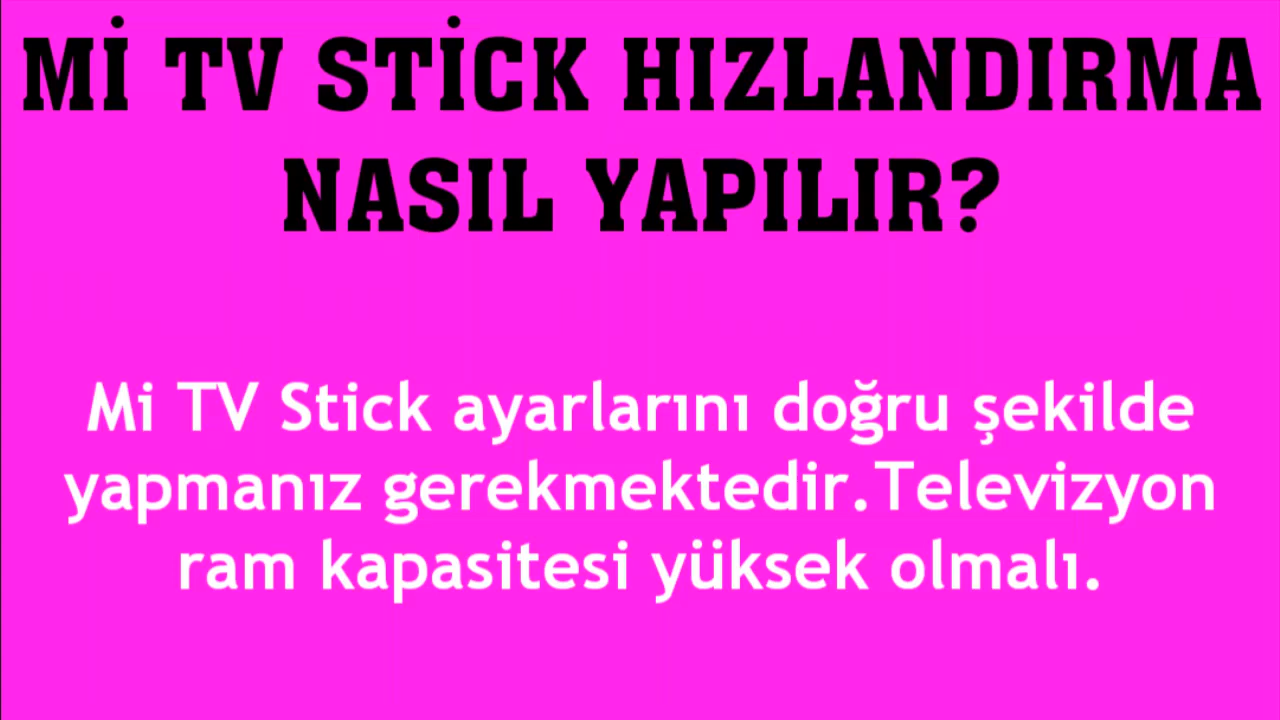 Mİ TV STİCK HIZLANDIRMA
NASIL YAPILIR?
Mi TV Stick ayarlarını doğru şekilde
yapmanız gerekmektedir.Televizyon
ram kapasitesi yüksek olmalı.